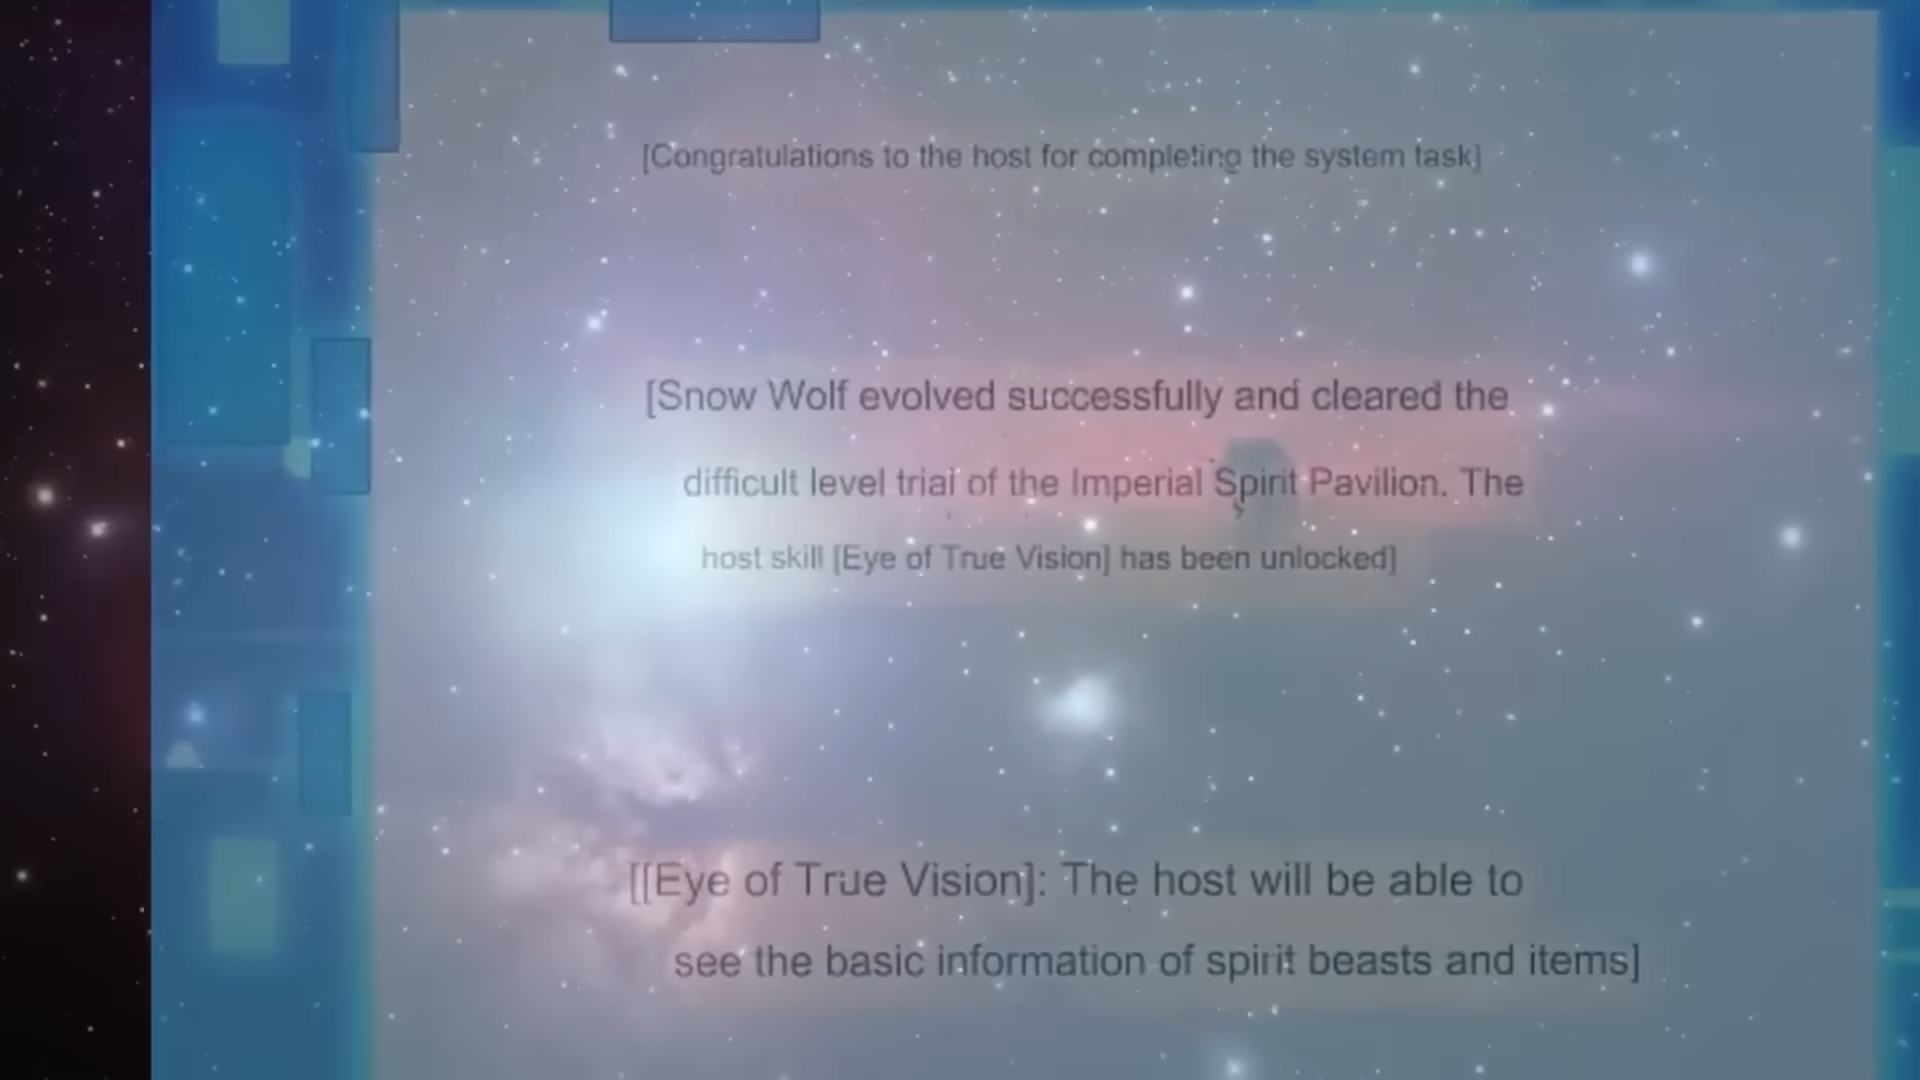 [Congratulations to the host for completing the system task]
[Snow Wolf evolved successfully and cleared the
difficult level trial of the Imperial Spirit Pavilion. The
host skill [Eye of True Vision] has been unlocked]
[[Eye of True Vision]: The host will be able to
see the basic information of spirit beasts and items]